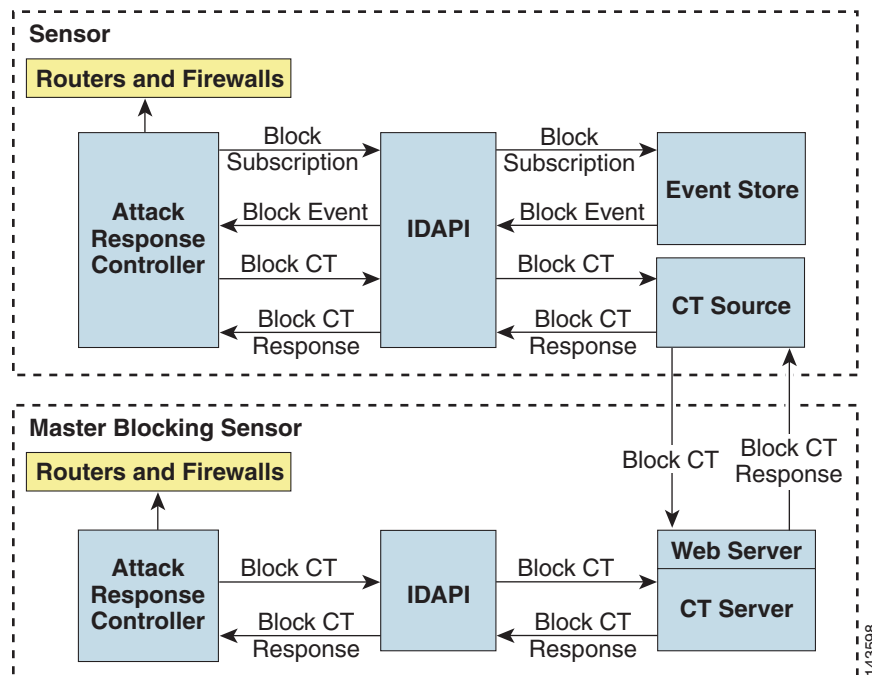 Sensor
Routers and Firewalls
Attack
Response
Controller
Block
Subscription
Block Event
Block CT
Block CT
Response
IDAPI
Block
Subscription
Block Event
Block CT
Block CT
Response
Event Store
CT Source
Block CT
Block CT
Response
Master Blocking Sensor
Routers and Firewalls
Attack
Response
Controller
Block CT
Block CT
Response
IDAPI
Block CT
Block CT
Response
Web Server
CT Server
143598